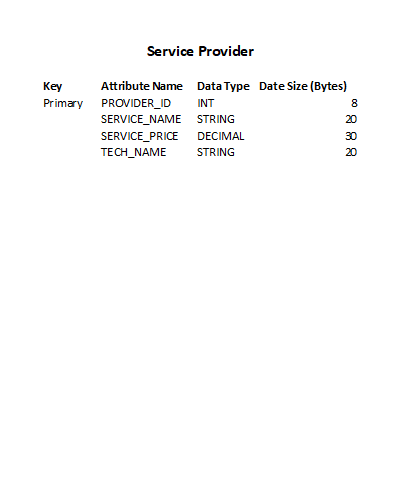 Service Provider
Key Attribute Name Data Type Date Size (Bytes)
Primary PROVIDER_ID INT 8
SERVICE_NAME STRING 20
SERVICE_PRICE DECIMAL 30
TECH_NAME STRING 20